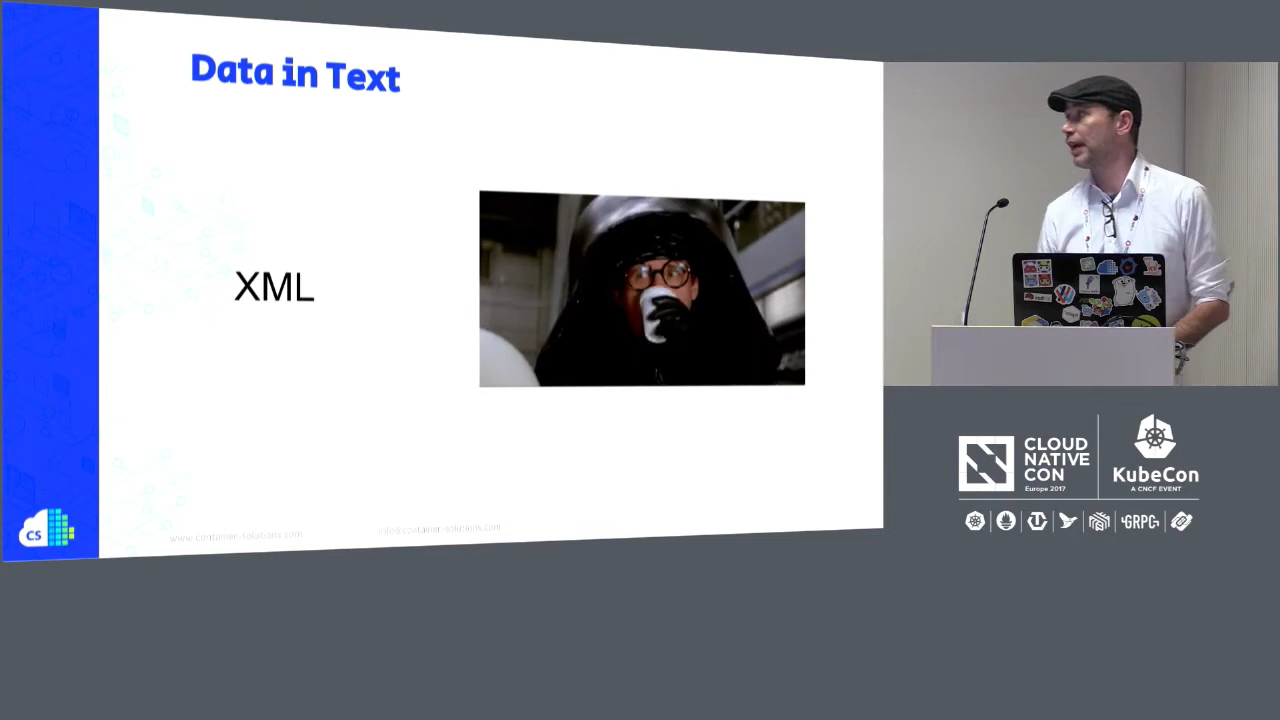 Data in Text
XML
www.container-solutions.com
info@container-solutions.com
CS
CLOUD
NATIVE
CON
Europe 2017
KubeCon
A CNCF EVENT
GRPC